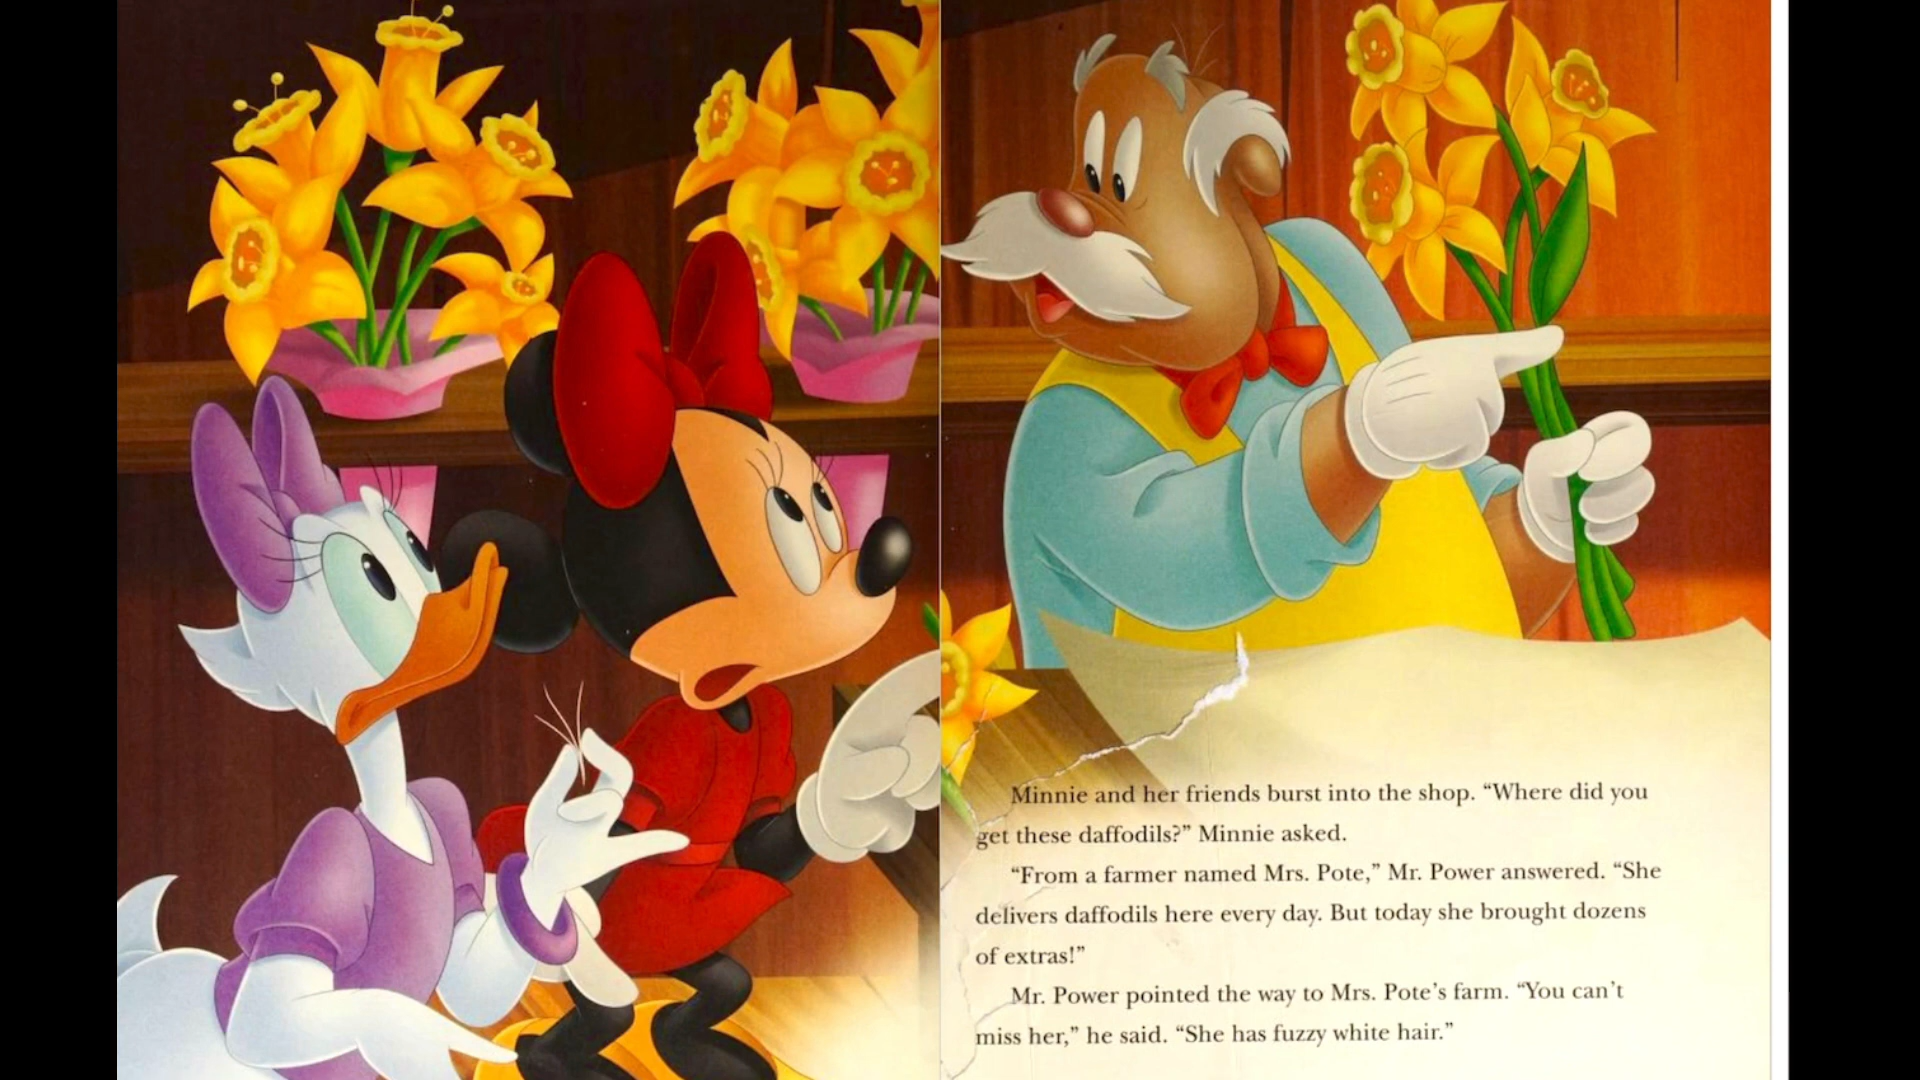 Minnie and her friends burst into the shop. “Where did you
get these daffodils?” Minnie asked.
“From a farmer named Mrs. Pote,” Mr. Power answered. “She
delivers daffodils here every day. But today she brought dozens
of extras!”
Mr. Power pointed the way to Mrs. Pote’s farm. “You can’t
miss her,” he said. “She has fuzzy white hair.”